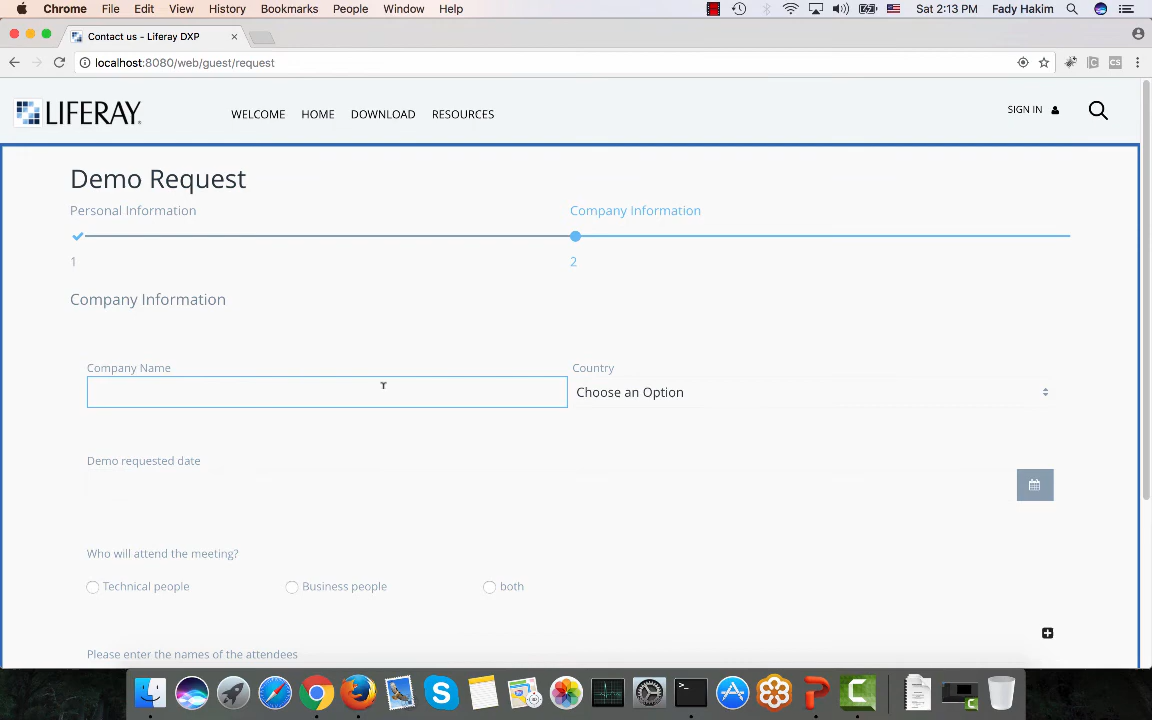 Chrome File Edit View History Bookmarks People Window Help Sat 2:13 PM Fady Hakim
Contact us - Liferay DXP
localhost:8080/web/guest/request
LIFERAY WELCOME HOME DOWNLOAD RESOURCES SIGN IN
Demo Request
Personal Information Company Information
1 2
Company Information
Company Name Country
Choose an Option
Demo requested date
Who will attend the meeting?
Technical people Business people both
Please enter the names of the attendees